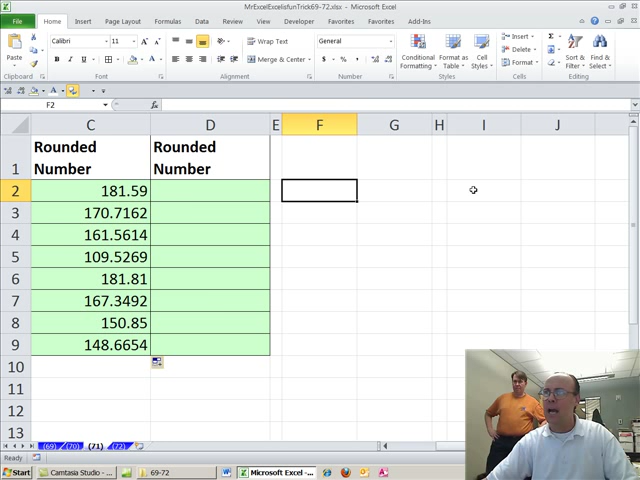 MrExcelExcelisfunTrick69-72.xlsx - Microsoft Excel
File Home Insert Page Layout Formulas Data Review View Developer Favorites Add-Ins
Paste Calibri 11 Wrap Text General Conditional Formatting Format as Table Cell Styles Insert Delete Format Sort & Filter Find & Select
Merge & Center
Clipboard Font Alignment Number Styles Cells Editing
F2 fx
C D E F G H I J
1 Rounded Number Rounded Number
2 181.59
3 170.7162
4 161.5614
5 109.5269
6 181.81
7 167.3492
8 150.85
9 148.6654
10
11
12
13
(69) (70) (71) (72)
Ready
Start Camtasia Studio - 69-72 Microsoft Excel